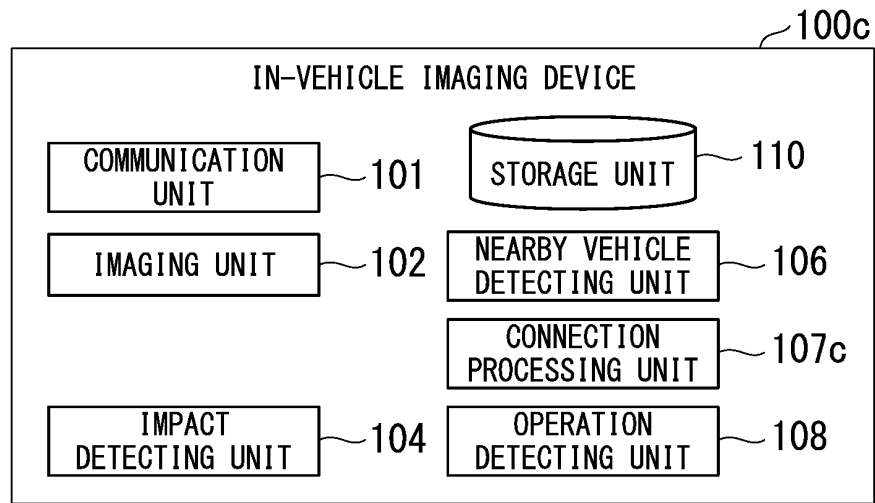 100c
IN-VEHICLE IMAGING DEVICE
COMMUNICATION
UNIT
101
STORAGE UNIT
110
IMAGING UNIT
102
NEARBY VEHICLE
DETECTING UNIT
106
CONNECTION
PROCESSING UNIT
107c
IMPACT
DETECTING UNIT
104
OPERATION
DETECTING UNIT
108